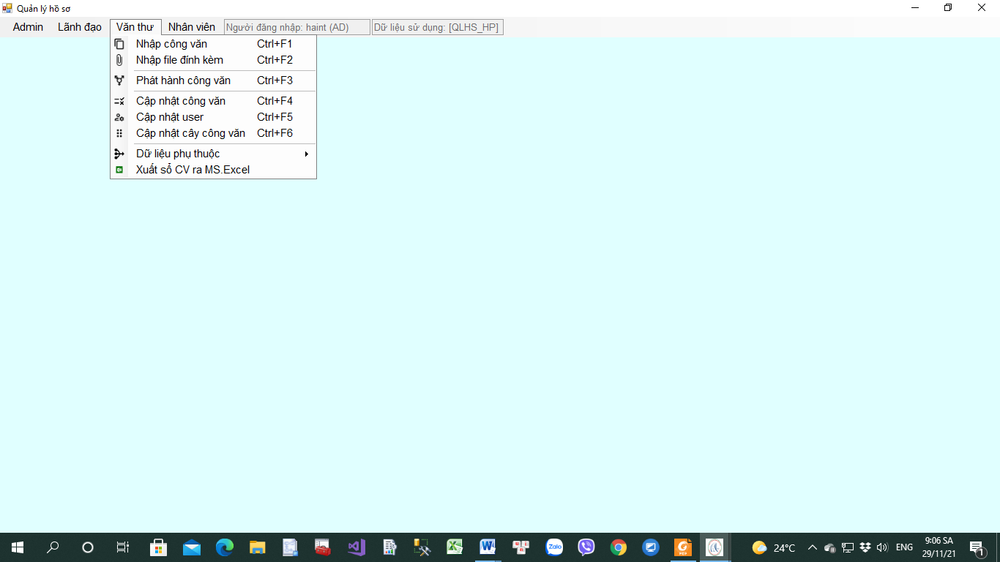 Quản lý hồ sơ
Admin Lãnh đạo Văn thư Nhân viên Người đăng nhập: haint (AD) Dữ liệu sử dụng: [QLHS_HP]
Nhập công văn Ctrl+F1
Nhập file đính kèm Ctrl+F2
Phát hành công văn Ctrl+F3
Cập nhật công văn Ctrl+F4
Cập nhật user Ctrl+F5
Cập nhật cây công văn Ctrl+F6
Dữ liệu phụ thuộc
Xuất sổ CV ra MS.Excel
Zalo
PDF
24°C
ENG
9:06 SA
29/11/21
1